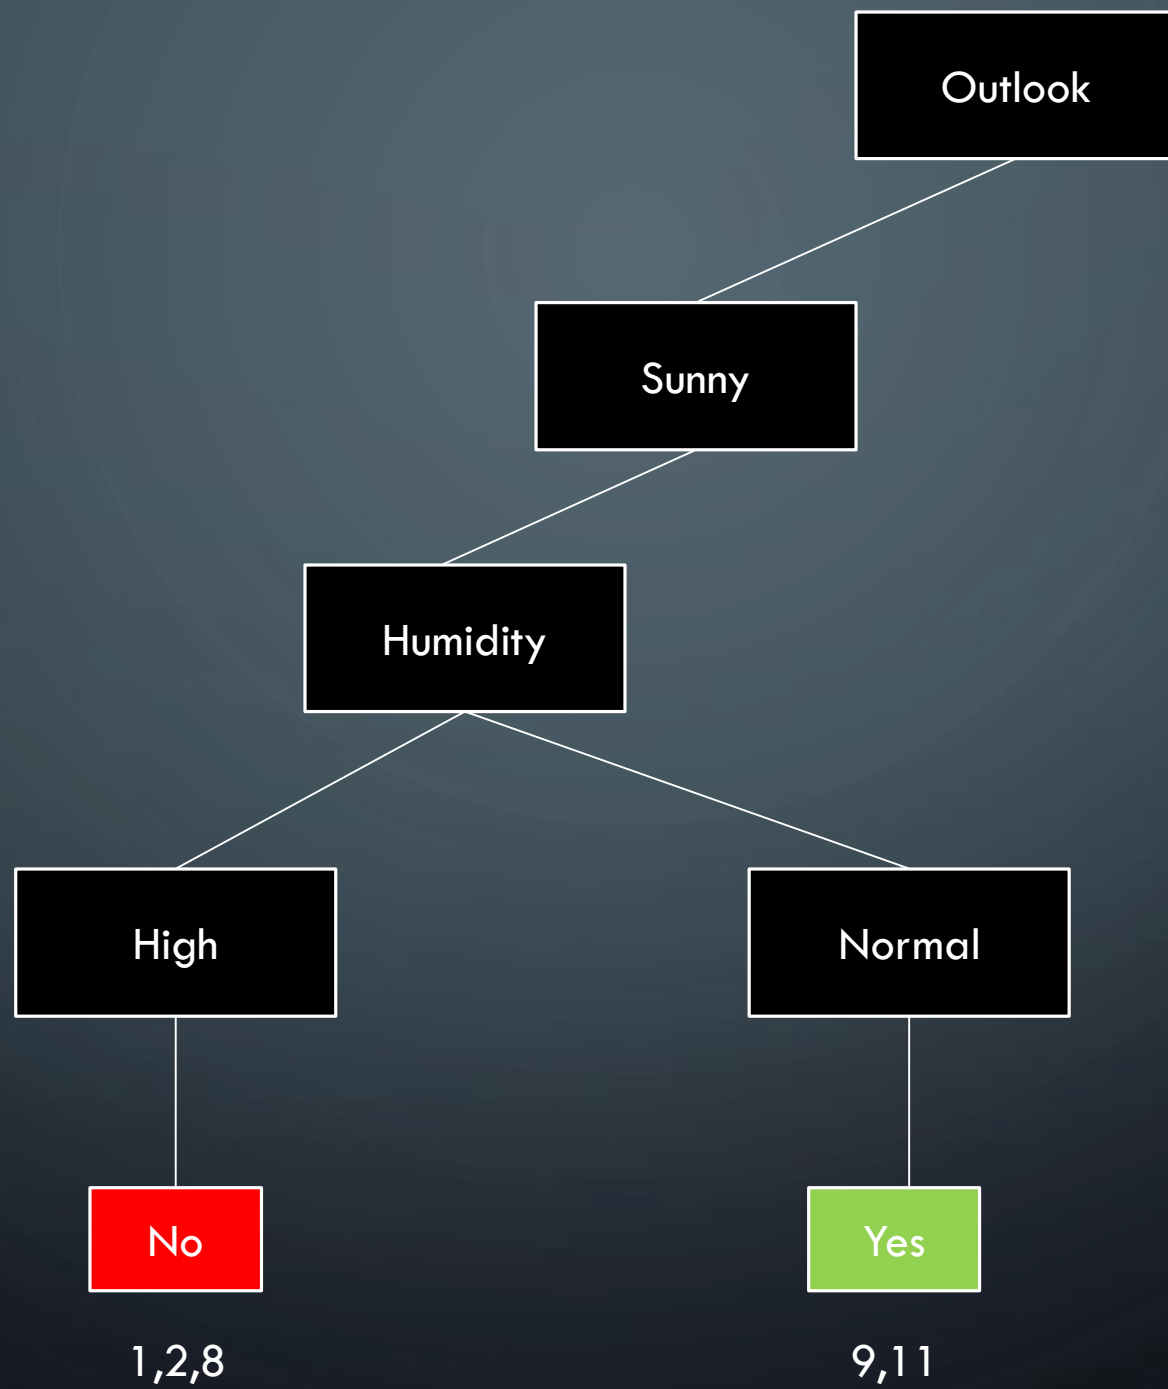 Outlook
Sunny
Humidity
High
Normal
No
Yes
1,2,8
9,11